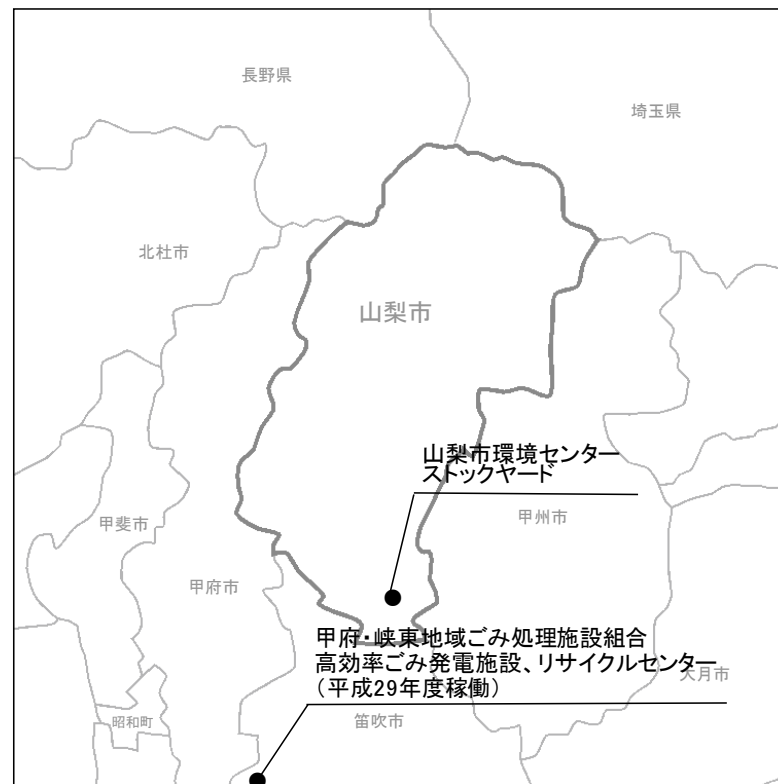 長野県
埼玉県
北杜市
山梨市
山梨市環境センター
ストックヤード
甲州市
甲斐市
甲府市
甲府・峡東地域ごみ処理施設組合
高効率ごみ発電施設、リサイクルセンター
（平成29年度稼働）
大月市
昭和町
笛吹市